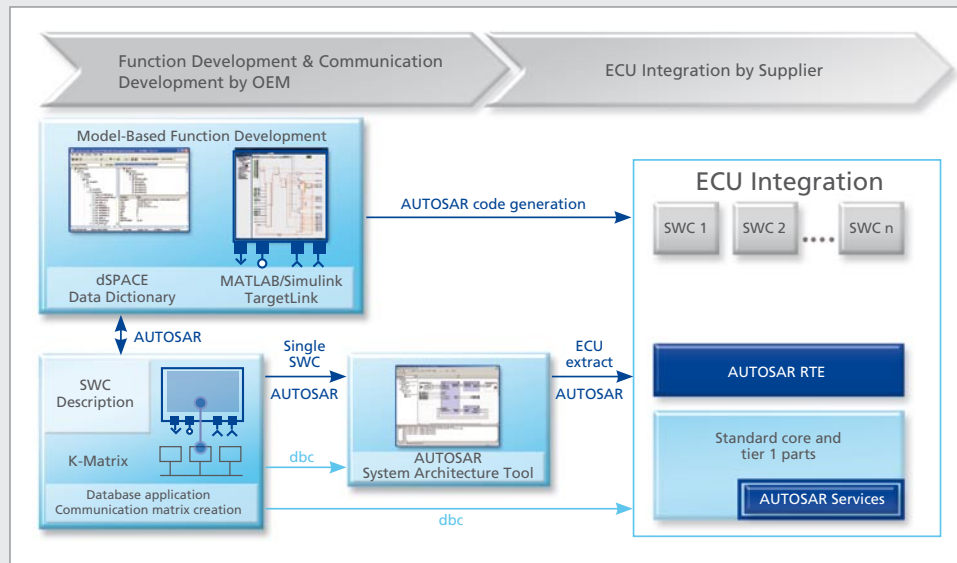 Function Development & Communication
Development by OEM
ECU Integration by Supplier
Model-Based Function Development
dSPACE
Data Dictionary
MATLAB/Simulink
TargetLink
AUTOSAR code generation
ECU Integration
SWC 1
SWC 2
....
SWC n
AUTOSAR
SWC
Description
K-Matrix
Database application
Communication matrix creation
Single
SWC
AUTOSAR
dbc
AUTOSAR
System Architecture Tool
ECU
extract
AUTOSAR
dbc
AUTOSAR RTE
Standard core and
tier 1 parts
AUTOSAR Services